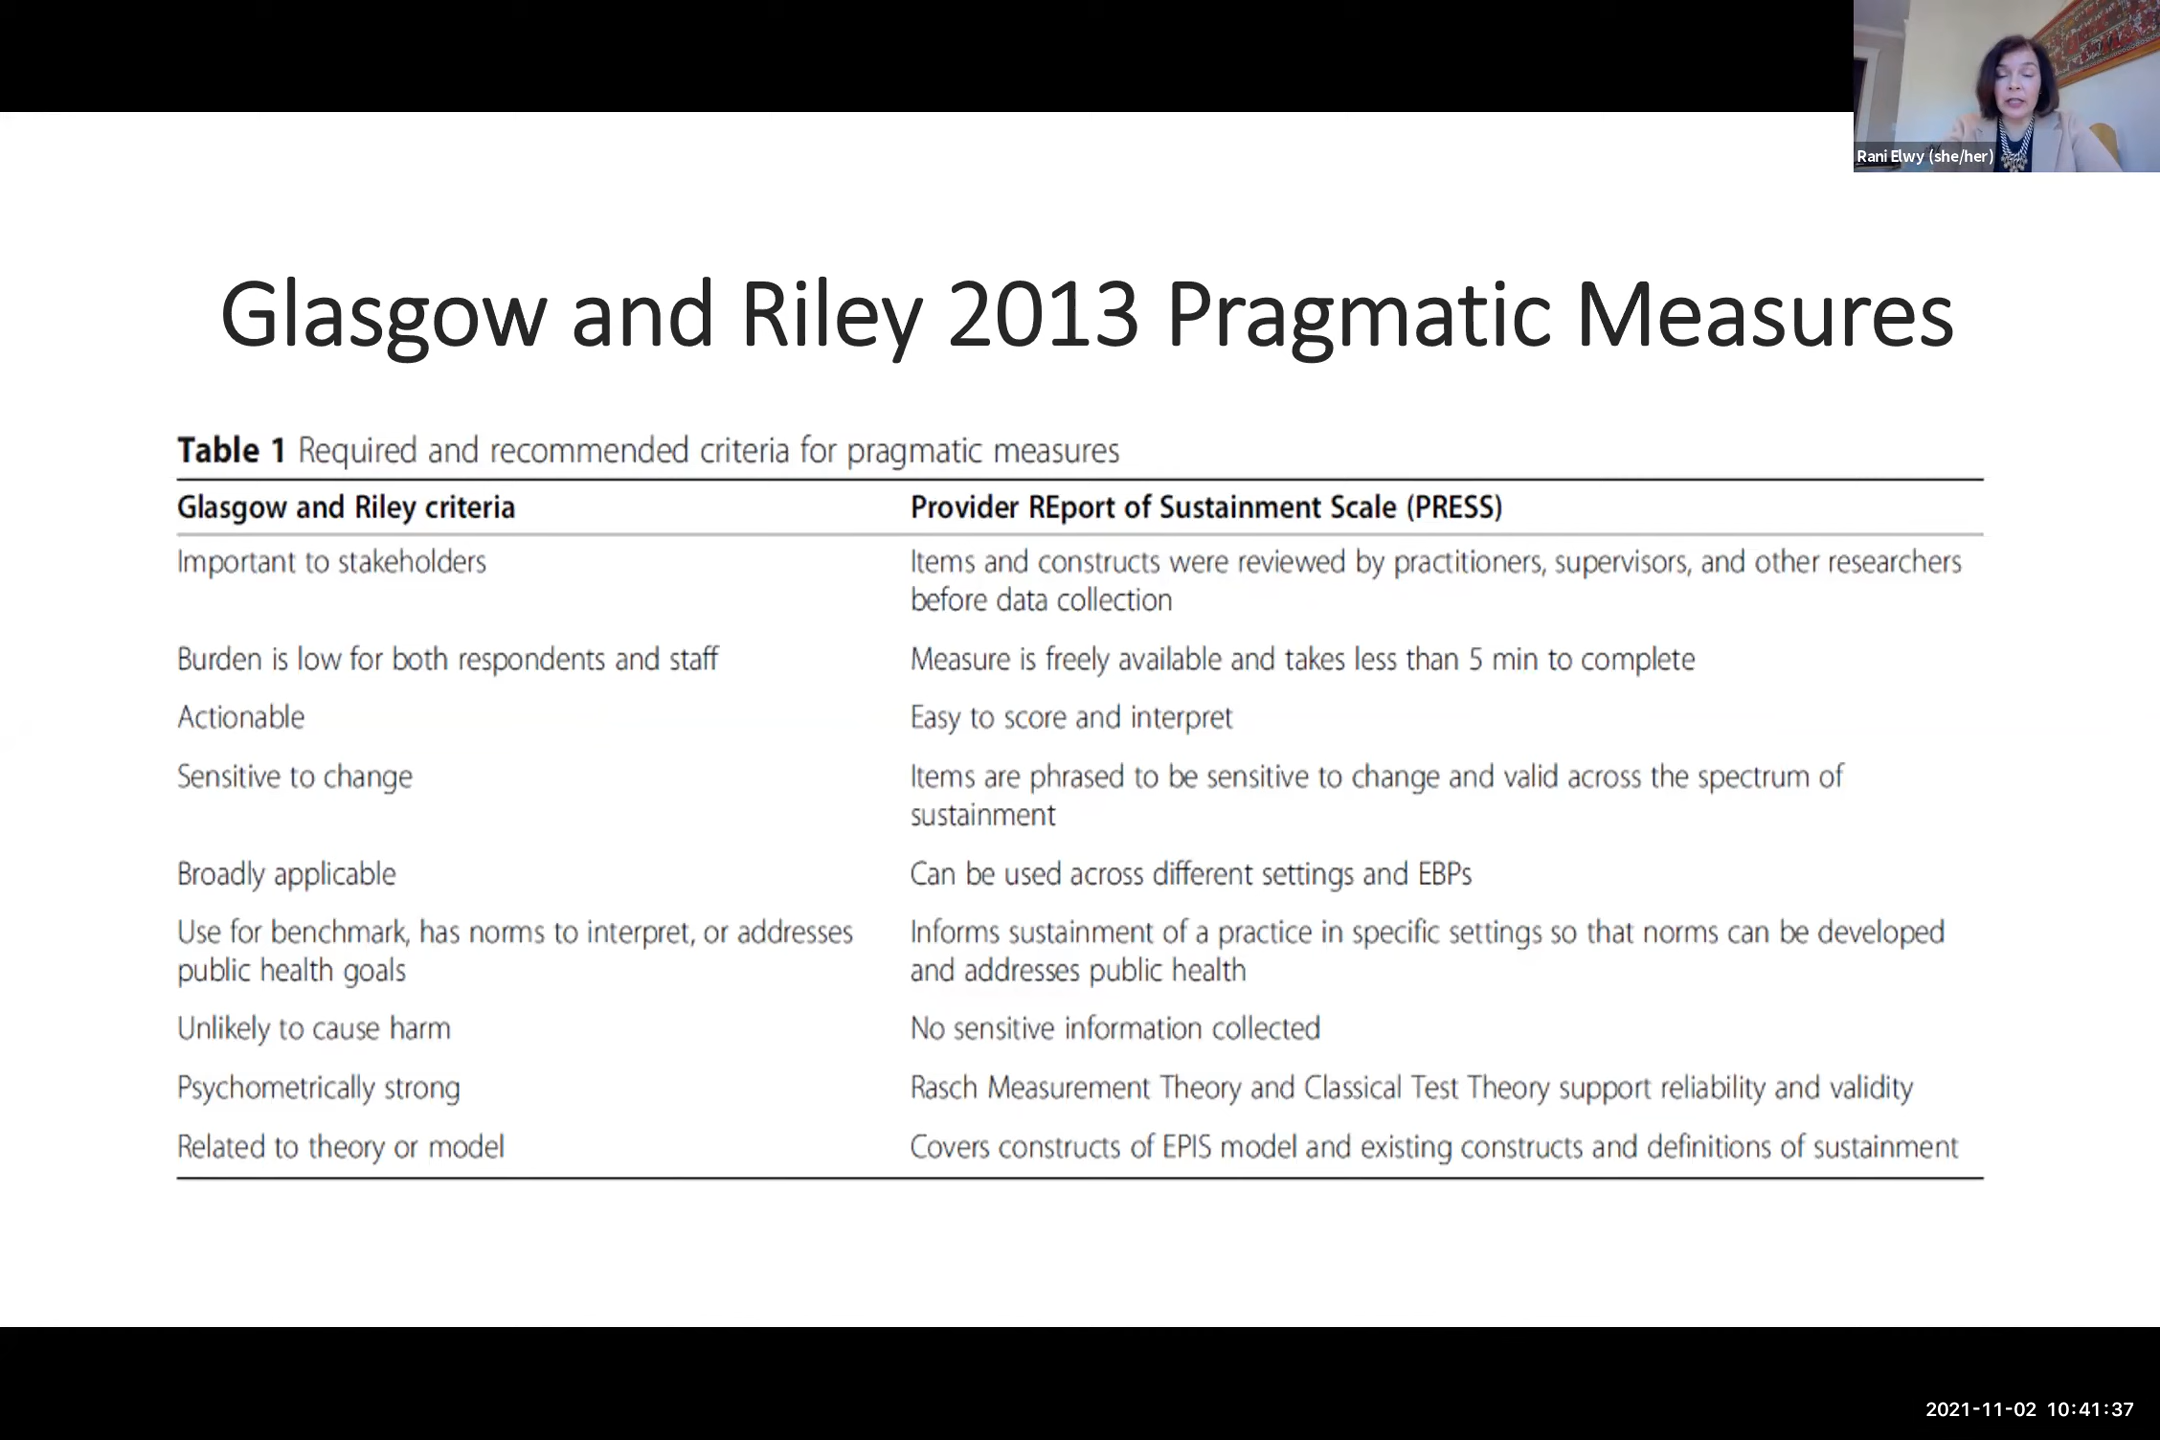 Rani Elwy (she/her)
Glasgow and Riley 2013 Pragmatic Measures
Table 1 Required and recommended criteria for pragmatic measures
Glasgow and Riley criteria
Provider REport of Sustainment Scale (PRESS)
Important to stakeholders
Items and constructs were reviewed by practitioners, supervisors, and other researchers
before data collection
Burden is low for both respondents and staff
Measure is freely available and takes less than 5 min to complete
Actionable
Easy to score and interpret
Sensitive to change
Items are phrased to be sensitive to change and valid across the spectrum of
sustainment
Broadly applicable
Can be used across different settings and EBPs
Use for benchmark, has norms to interpret, or addresses
public health goals
Informs sustainment of a practice in specific settings so that norms can be developed
and addresses public health
Unlikely to cause harm
No sensitive information collected
Psychometrically strong
Rasch Measurement Theory and Classical Test Theory support reliability and validity
Related to theory or model
Covers constructs of EPIS model and existing constructs and definitions of sustainment
2021-11-02 10:41:37